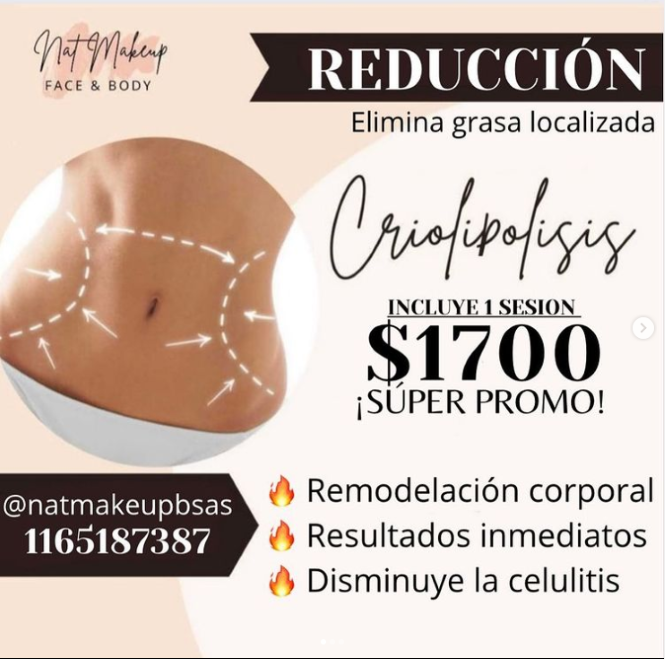 Nat Makeup
FACE & BODY
REDUCCIÓN
Elimina grasa localizada
Criolipolisis
INCLUYE 1 SESION
$1700
¡SÚPER PROMO!
@natmakeupbsas
1165187387
🔥 Remodelación corporal
🔥 Resultados inmediatos
🔥 Disminuye la celulitis